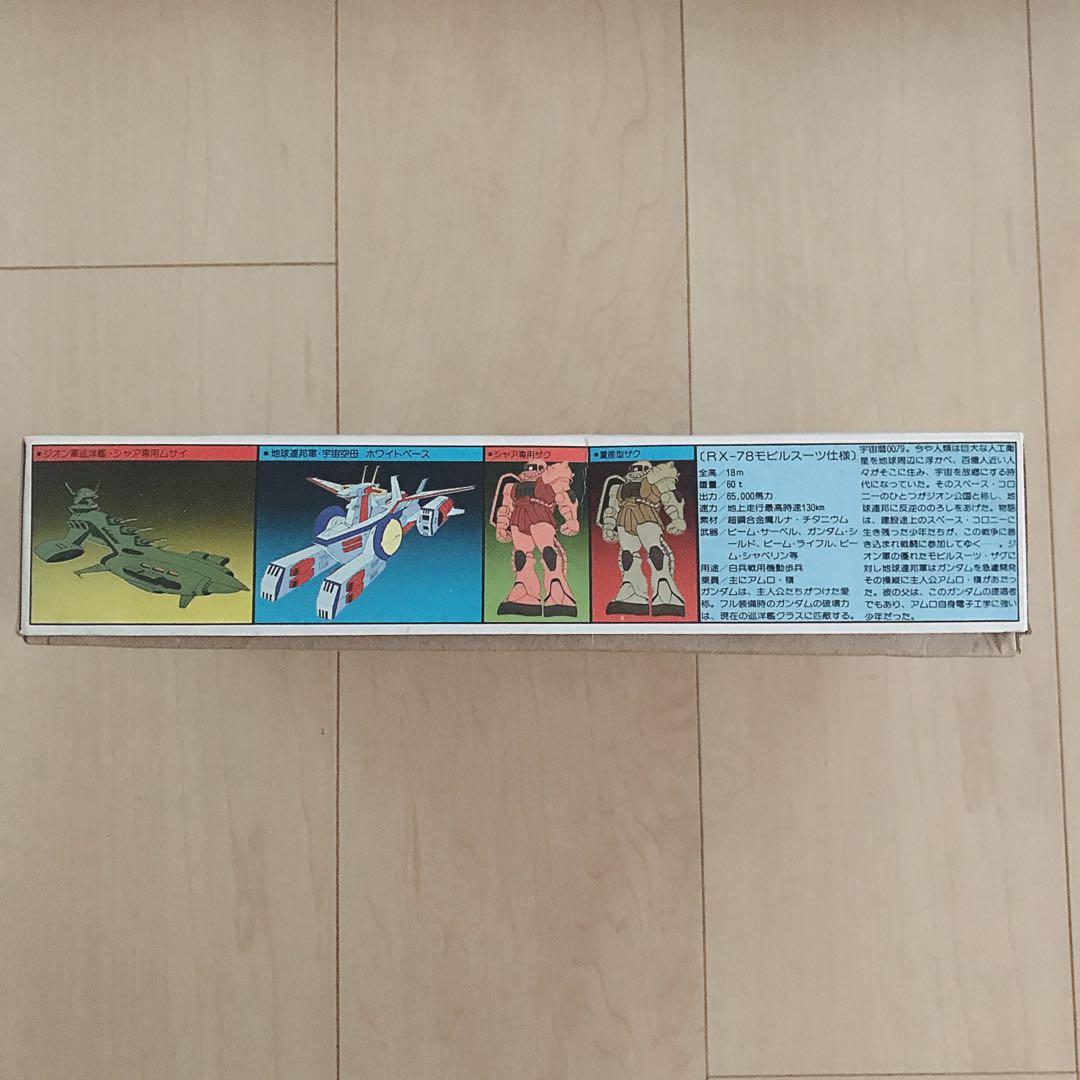 ■ジオン軍巡洋艦・シャア専用ムサイ
■地球連邦軍・宇宙空母 ホワイトベース
■シャア専用ザク
■量産型ザク
〔RX-78モビルスーツ仕様〕
全高／18m
重量／60t
出力／65,000馬力
速力／地上走行最高時速130km
素材／超鋼合金属ルナ・チタニウム
武器／ビーム・サーベル、ガンダム・シ
ールド、ビーム・ライフル、ビー
ム・シャベリン等
用途／白兵戦用機動歩兵
乗員／主にアムロ・嶺
ガンダムは、主人公たちがつけた愛
称。フル装備時のガンダムの破壊力
は、現在の巡洋艦クラスに匹敵する。
宇宙暦0079。今や人類は巨大な人工衛
星を地球周辺に浮かべ、百億人近い人
々がそこに住み、宇宙を故郷にする時
代になっていた。そのスペース・コロ
ニーのひとつがジオン公国と称し、地
球連邦に反逆ののろしをあげた。物語
は、建設途上のスペース・コロニーに
生き残った少年たちが、この戦争に巻
き込まれ戦闘に参加してゆく……。ジ
オン軍の優れたモビルスーツ・ザクに
対し地球連邦軍はガンダムを急遽開発
その操縦に主人公アムロ・嶺があたっ
た。彼の父は、このガンダムの提唱者
でもあり、アムロ自身電子工学に強い
少年だった。